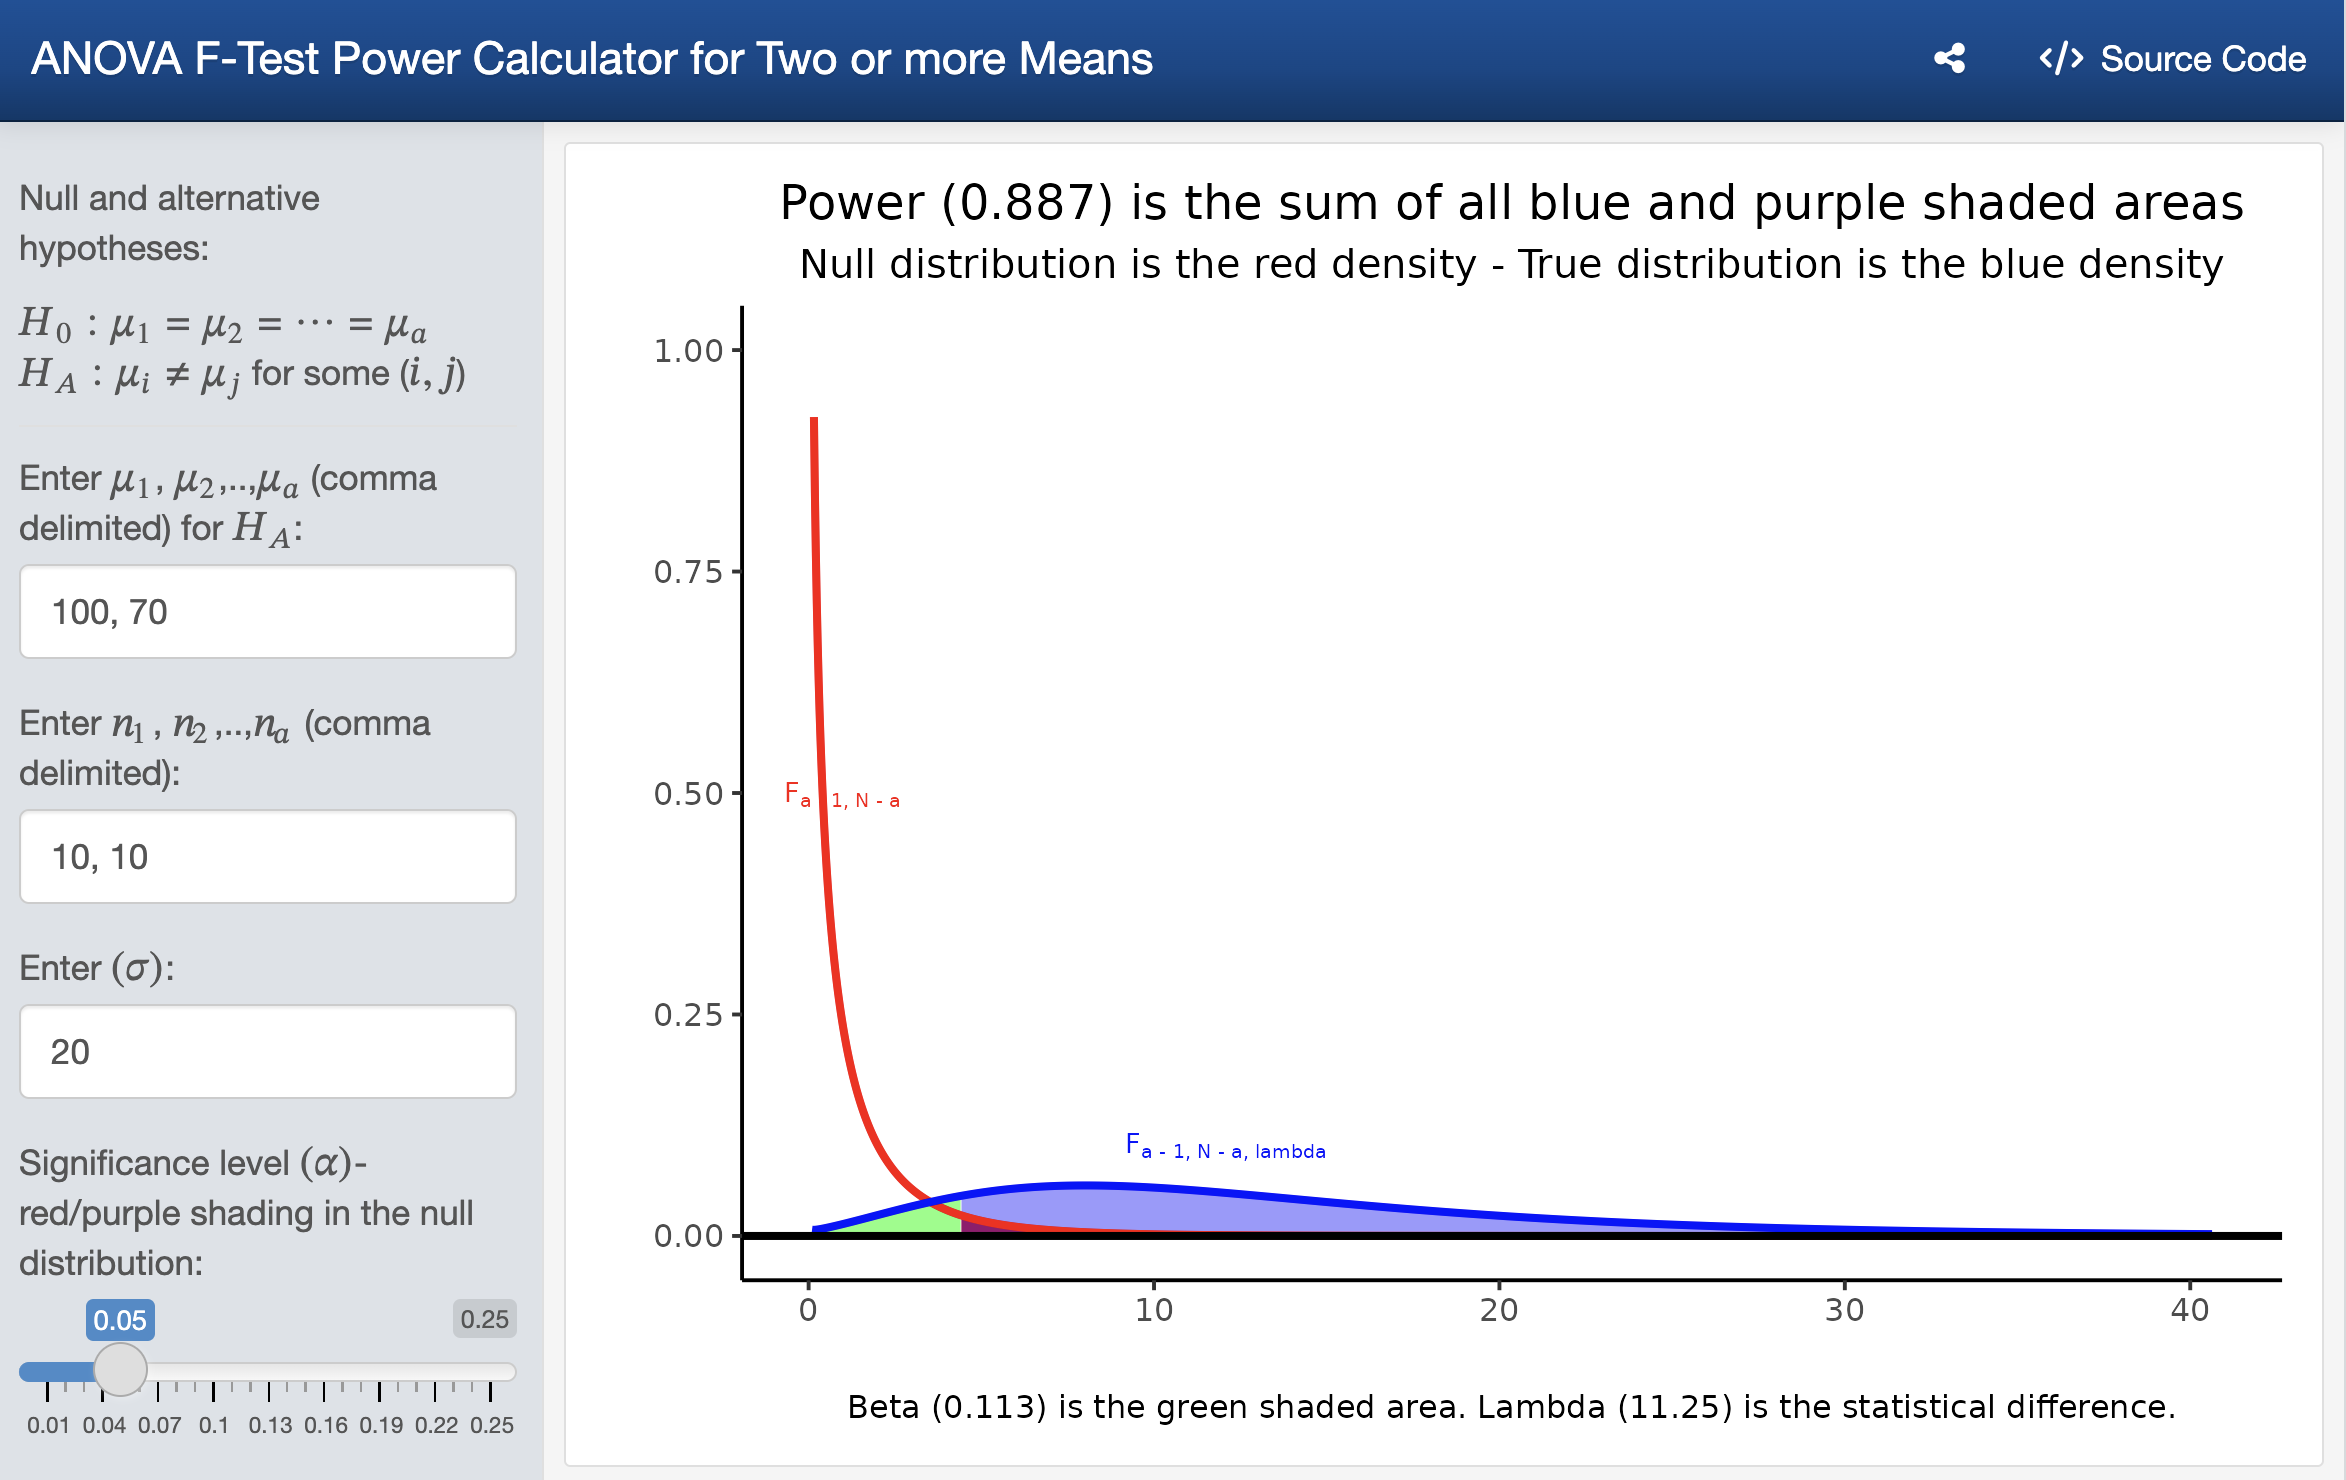 ANOVA F-Test Power Calculator for Two or more Means
</> Source Code
Null and alternative
hypotheses:
H₀ : μ₁ = μ₂ = ⋯ = μₐ
H_A : μᵢ ≠ μⱼ for some (i, j)
Enter μ₁, μ₂,..,μₐ (comma
delimited) for H_A:
100, 70
Enter n₁, n₂,..,nₐ (comma
delimited):
10, 10
Enter (σ):
20
Significance level (α)-
red/purple shading in the null
distribution:
0.05
0.25
0.01 0.04 0.07 0.1 0.13 0.16 0.19 0.22 0.25
Power (0.887) is the sum of all blue and purple shaded areas
Null distribution is the red density - True distribution is the blue density
1.00
0.75
0.50
0.25
0.00
F a - 1, N - a
F a - 1, N - a, lambda
0 10 20 30 40
Beta (0.113) is the green shaded area. Lambda (11.25) is the statistical difference.